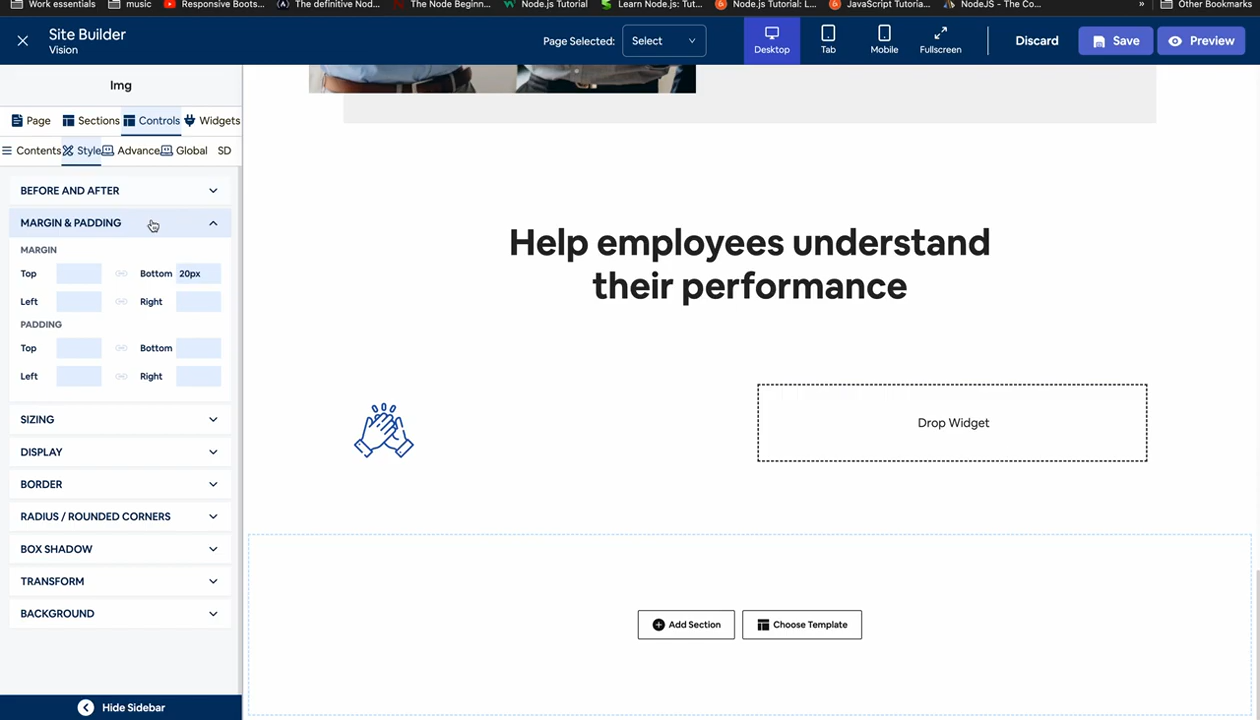 Work essentials music Responsive Boots... The definitive Nod... The Node Beginn... Node.js Tutorial Learn Node.js: Tut... Node.js Tutorial: L... JavaScript Tutoria... NodeJS - The Co... » Other Bookmarks
Site Builder
Vision
Page Selected: Select
Desktop Tab Mobile Fullscreen
Discard Save Preview
Img
Page Sections Controls Widgets
Contents Style Advance Global SD
BEFORE AND AFTER
MARGIN & PADDING
MARGIN
Top Bottom 20px
Left Right
PADDING
Top Bottom
Left Right
SIZING
DISPLAY
BORDER
RADIUS / ROUNDED CORNERS
BOX SHADOW
TRANSFORM
BACKGROUND
Hide Sidebar
Help employees understand
their performance
Drop Widget
Add Section Choose Template